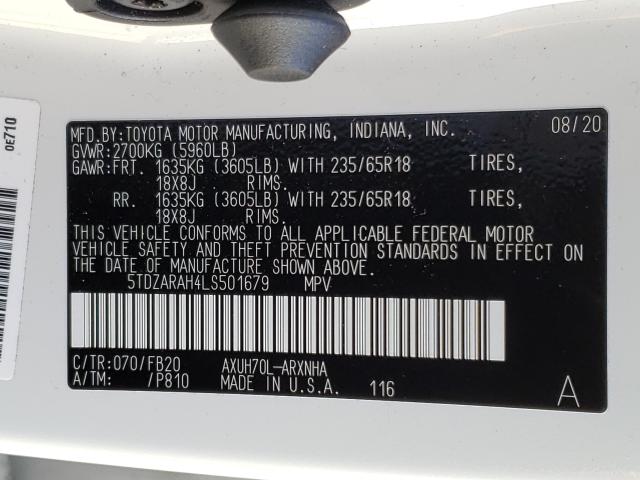 MFD.BY:TOYOTA MOTOR MANUFACTURING, INDIANA, INC. 08/20
GVWR:2700KG (5960LB)
GAWR:FRT. 1635KG (3605LB) WITH 235/65R18 TIRES,
18X8J RIMS.
RR. 1635KG (3605LB) WITH 235/65R18 TIRES,
18X8J RIMS.
THIS VEHICLE CONFORMS TO ALL APPLICABLE FEDERAL MOTOR
VEHICLE SAFETY AND THEFT PREVENTION STANDARDS IN EFFECT ON
THE DATE OF MANUFACTURE SHOWN ABOVE.
5TDZARAH4LS501679 MPV
C/TR:070/FB20 AXUH70L-ARXNHA
A/TM: /P810 MADE IN U.S.A. 116 A
0E710